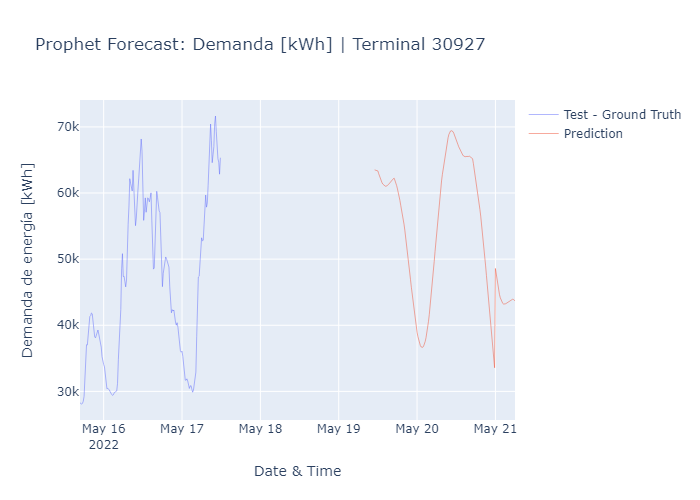 Prophet Forecast: Demanda [kWh] | Terminal 30927
Test - Ground Truth
Prediction
Demanda de energía [kWh]
70k
60k
50k
40k
30k
May 16
2022
May 17
May 18
May 19
May 20
May 21
Date & Time